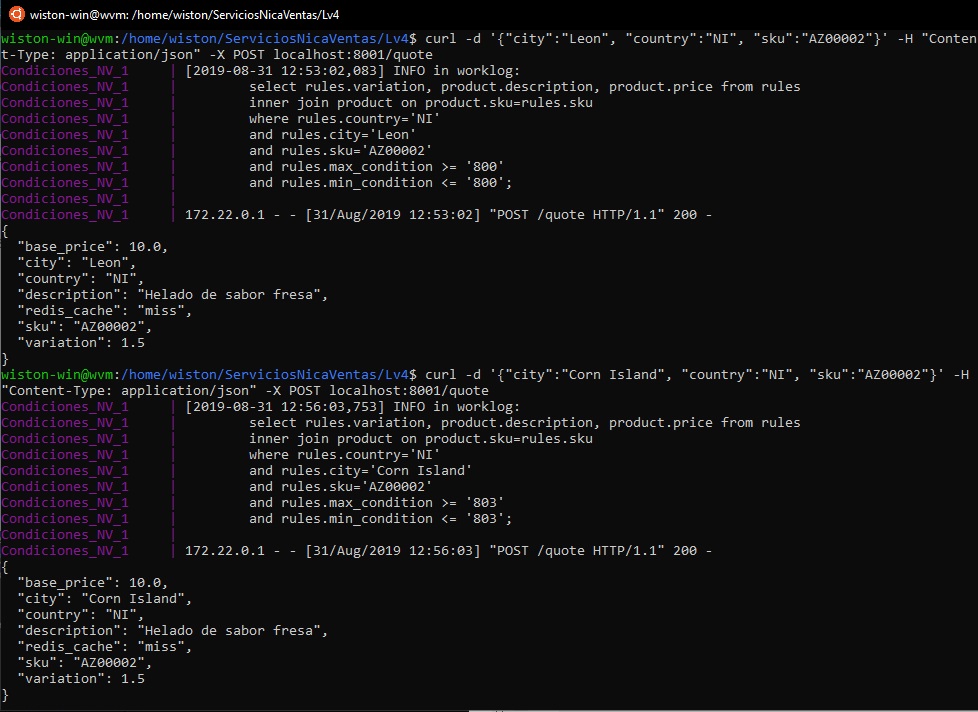 wiston-win@wvm: /home/wiston/ServiciosNicaVentas/Lv4
wiston-win@wvm:/home/wiston/ServiciosNicaVentas/Lv4$ curl -d '{"city":"Leon", "country":"NI", "sku":"AZ00002"}' -H "Conten
t-Type: application/json" -X POST localhost:8001/quote
Condiciones_NV_1     | [2019-08-31 12:53:02,083] INFO in worklog:
Condiciones_NV_1     |         select rules.variation, product.description, product.price from rules
Condiciones_NV_1     |         inner join product on product.sku=rules.sku
Condiciones_NV_1     |         where rules.country='NI'
Condiciones_NV_1     |         and rules.city='Leon'
Condiciones_NV_1     |         and rules.sku='AZ00002'
Condiciones_NV_1     |         and rules.max_condition >= '800'
Condiciones_NV_1     |         and rules.min_condition <= '800';
Condiciones_NV_1     |
Condiciones_NV_1     | 172.22.0.1 - - [31/Aug/2019 12:53:02] "POST /quote HTTP/1.1" 200 -
{
  "base_price": 10.0,
  "city": "Leon",
  "country": "NI",
  "description": "Helado de sabor fresa",
  "redis_cache": "miss",
  "sku": "AZ00002",
  "variation": 1.5
}
wiston-win@wvm:/home/wiston/ServiciosNicaVentas/Lv4$ curl -d '{"city":"Corn Island", "country":"NI", "sku":"AZ00002"}' -H
"Content-Type: application/json" -X POST localhost:8001/quote
Condiciones_NV_1     | [2019-08-31 12:56:03,753] INFO in worklog:
Condiciones_NV_1     |         select rules.variation, product.description, product.price from rules
Condiciones_NV_1     |         inner join product on product.sku=rules.sku
Condiciones_NV_1     |         where rules.country='NI'
Condiciones_NV_1     |         and rules.city='Corn Island'
Condiciones_NV_1     |         and rules.sku='AZ00002'
Condiciones_NV_1     |         and rules.max_condition >= '803'
Condiciones_NV_1     |         and rules.min_condition <= '803';
Condiciones_NV_1     |
Condiciones_NV_1     | 172.22.0.1 - - [31/Aug/2019 12:56:03] "POST /quote HTTP/1.1" 200 -
{
  "base_price": 10.0,
  "city": "Corn Island",
  "country": "NI",
  "description": "Helado de sabor fresa",
  "redis_cache": "miss",
  "sku": "AZ00002",
  "variation": 1.5
}